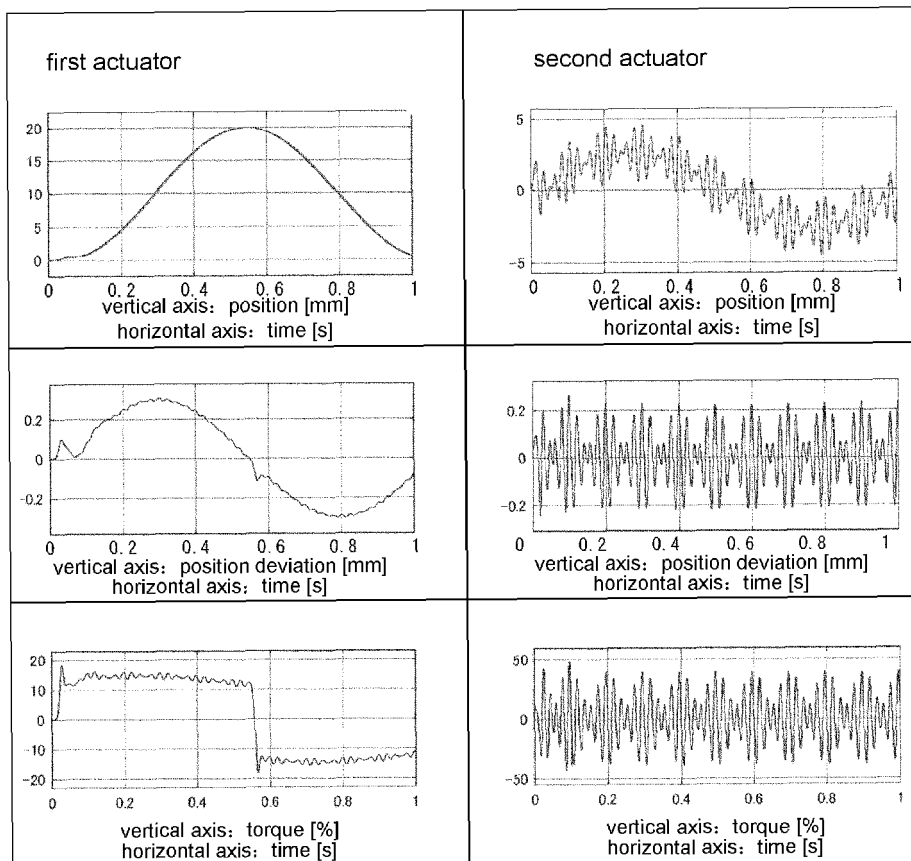 first actuator
20
15
10
5
0
0 0. 2 0. 4 0. 6 0. 8 1
vertical axis: position [mm]
horizontal axis: time [s]
second actuator
5
0
−5
0 0. 2 0. 4 0. 6 0. 8 1
vertical axis: position [mm]
horizontal axis: time [s]
0.2
0
−0.2
0 0. 2 0. 4 0. 6 0. 8 1
vertical axis: position deviation [mm]
horizontal axis: time [s]
0.2
0
−0.2
0 0. 2 0. 4 0. 6 0. 8 1
vertical axis: position deviation [mm]
horizontal axis: time [s]
20
10
0
−10
−20
0 0.2 0.4 0.6 0.8 1
vertical axis: torque [%]
horizontal axis: time [s]
50
0
−50
0 0.2 0.4 0.6 0.8 1
vertical axis: torque [%]
horizontal axis: time [s]